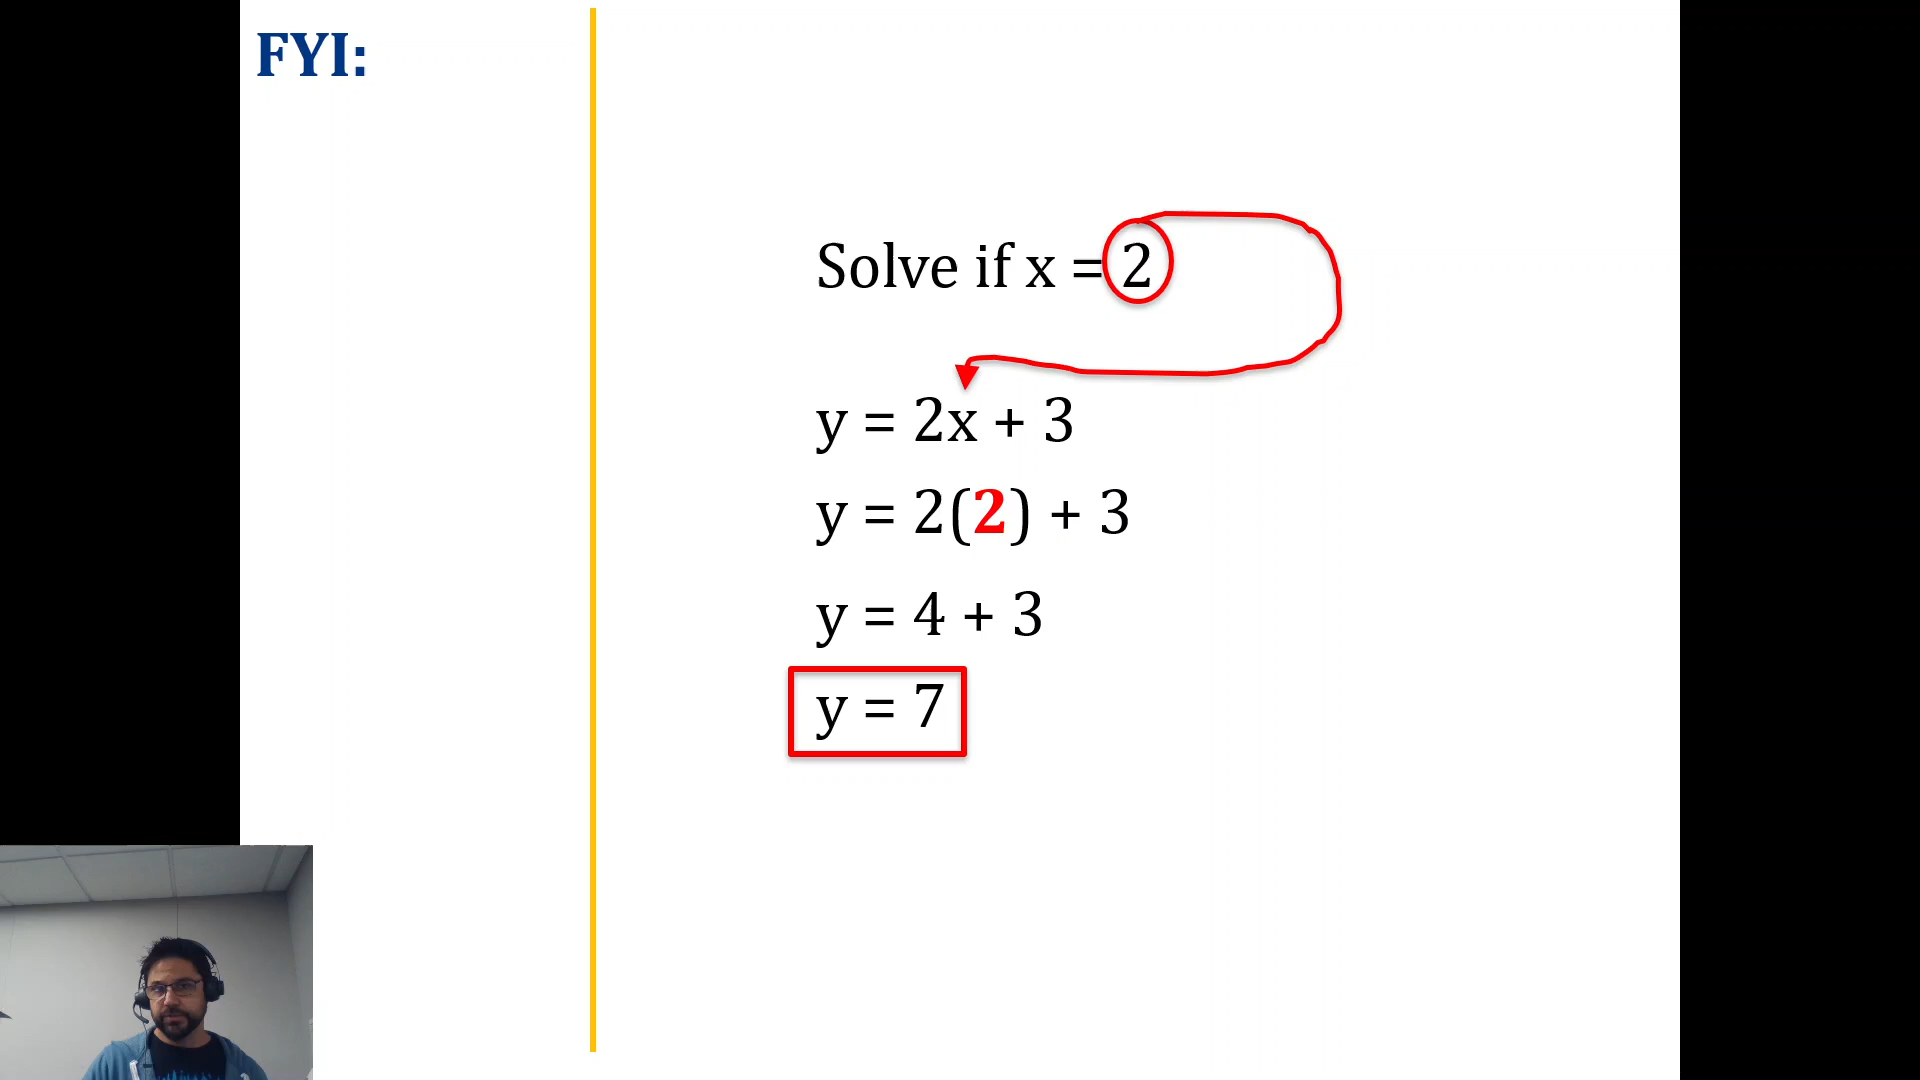 FYI:
Solve if x = 2
y = 2x + 3
y = 2(2) + 3
y = 4 + 3
y = 7